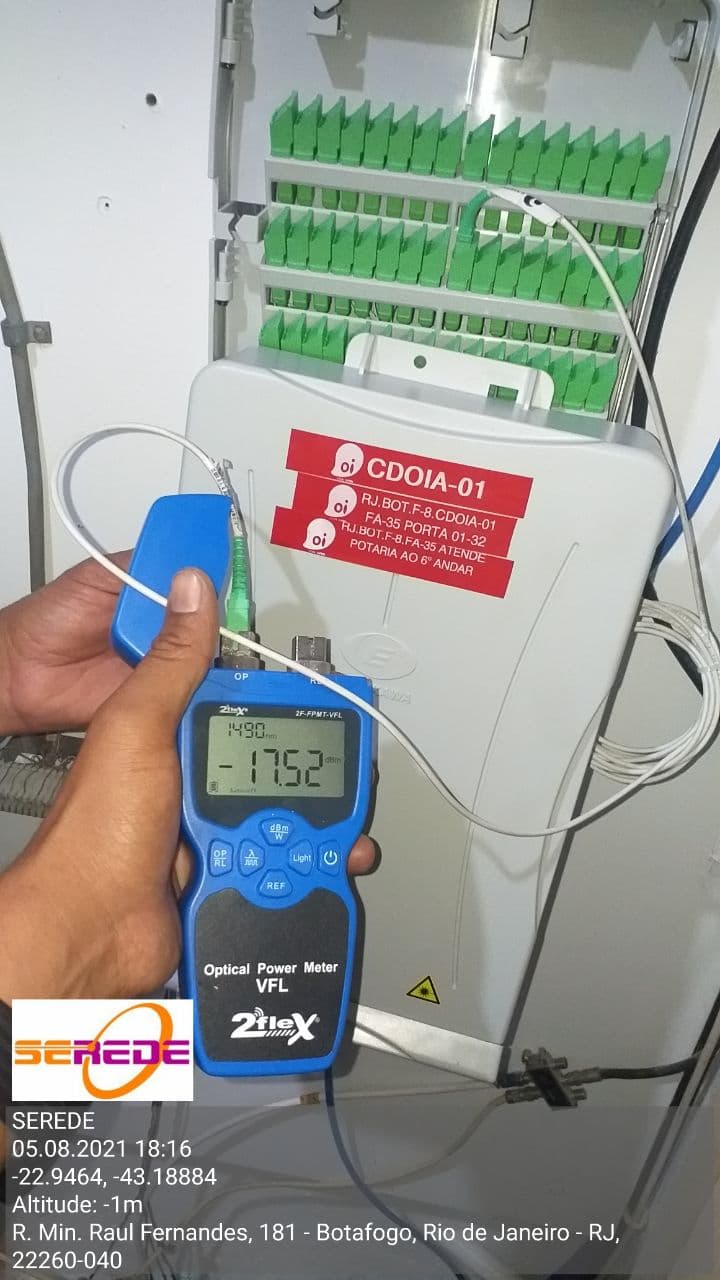 oi CDOIA-01
oi RJ.BOT.F-8.CDOIA-01
FA-35 PORTA 01-32
oi RJ.BOT.F-8.FA-35 ATENDE
POTARIA AO 6º ANDAR
OP
2flex® 2F-FPMT-VFL
1490nm
-17.52 dBm
dBm
W
OP
RL
λ
Light
REF
Optical Power Meter
VFL
2flex®
SEREDE
SEREDE
05.08.2021 18:16
-22.9464, -43.18884
Altitude: -1m
R. Min. Raul Fernandes, 181 - Botafogo, Rio de Janeiro - RJ,
22260-040